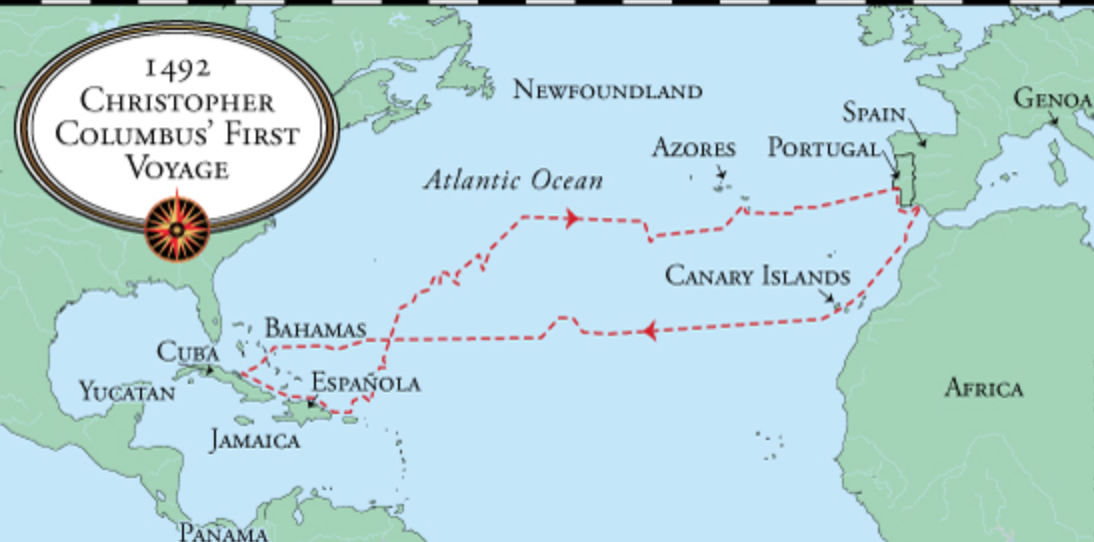 1492
CHRISTOPHER
COLUMBUS' FIRST
VOYAGE
NEWFOUNDLAND
SPAIN
GENOA
AZORES
PORTUGAL
Atlantic Ocean
CANARY ISLANDS
BAHAMAS
CUBA
ESPAÑOLA
YUCATAN
AFRICA
JAMAICA
PANAMA